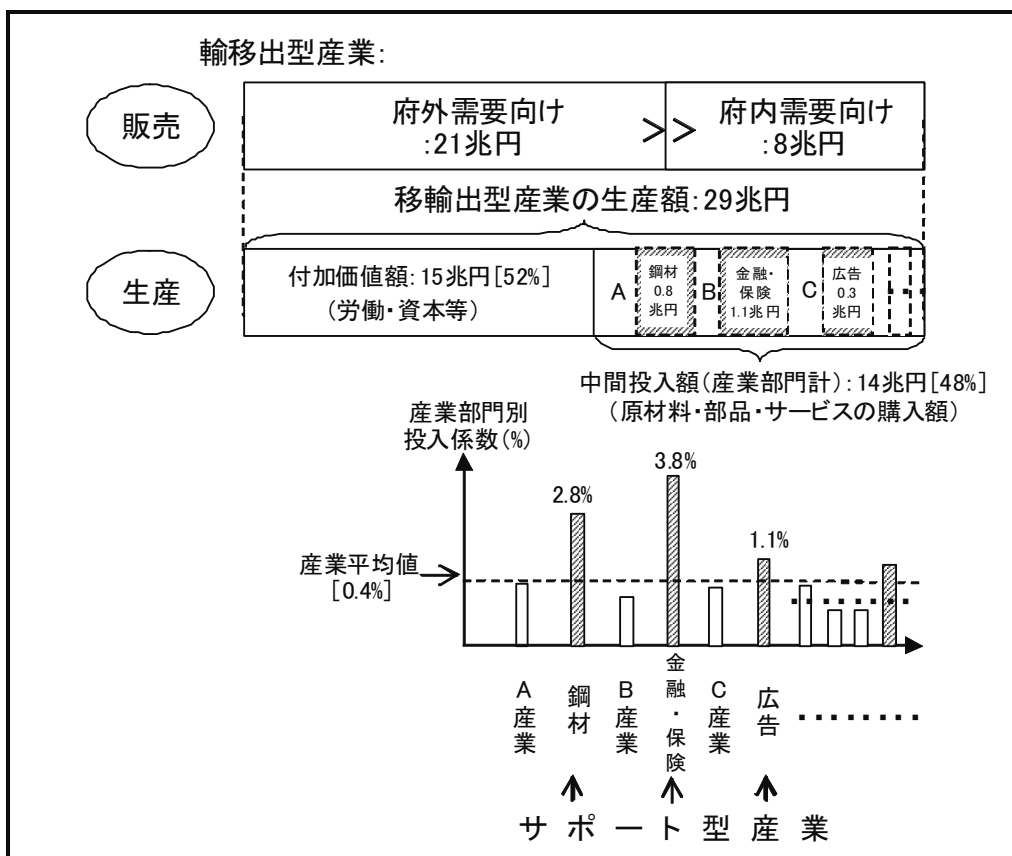 輸移出型産業:
販売
府外需要向け
:21兆円
>>
府内需要向け
:8兆円
移輸出型産業の生産額:29兆円
生産
付加価値額:15兆円[52%]
(労働・資本等)
A
鋼材
0.8
兆円
B
金融・
保険
1.1兆円
C
広告
0.3
兆円
中間投入額(産業部門計):14兆円[48%]
(原材料・部品・サービスの購入額)
産業部門別
投入係数(%)
2.8%
3.8%
1.1%
産業平均値
[0.4%]
A産業
鋼材
B産業
金融・保険
C産業
広告
サポート型産業